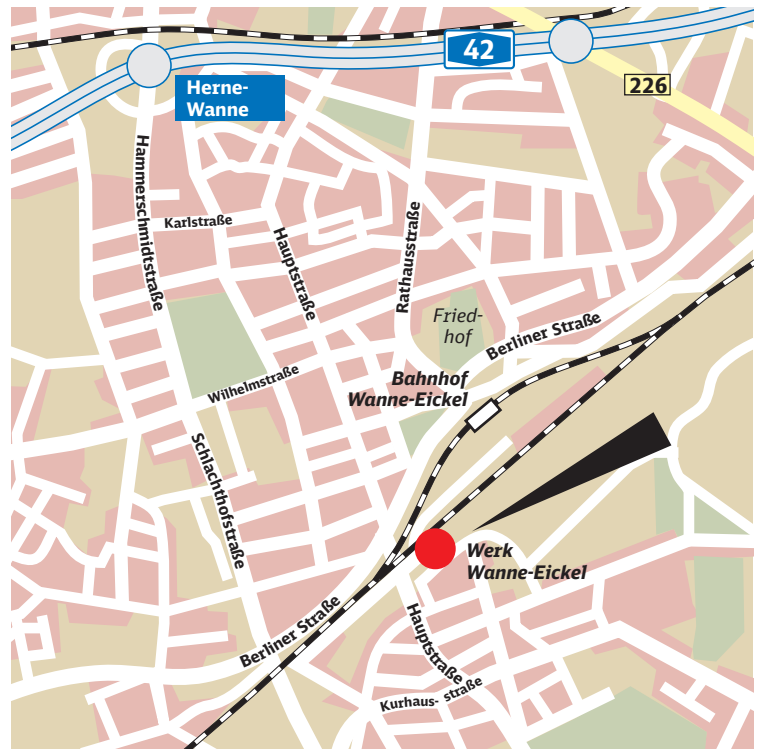 42
226
Herne-
Wanne
Hammerschmidtstraße
Karlstraße
Hauptstraße
Rathausstraße
Fried-
hof
Berliner Straße
Bahnhof
Wanne-Eickel
Wilhelmstraße
Schlachthofstraße
Werk
Wanne-Eickel
Berliner Straße
Hauptstraße
Kurhaus-straße